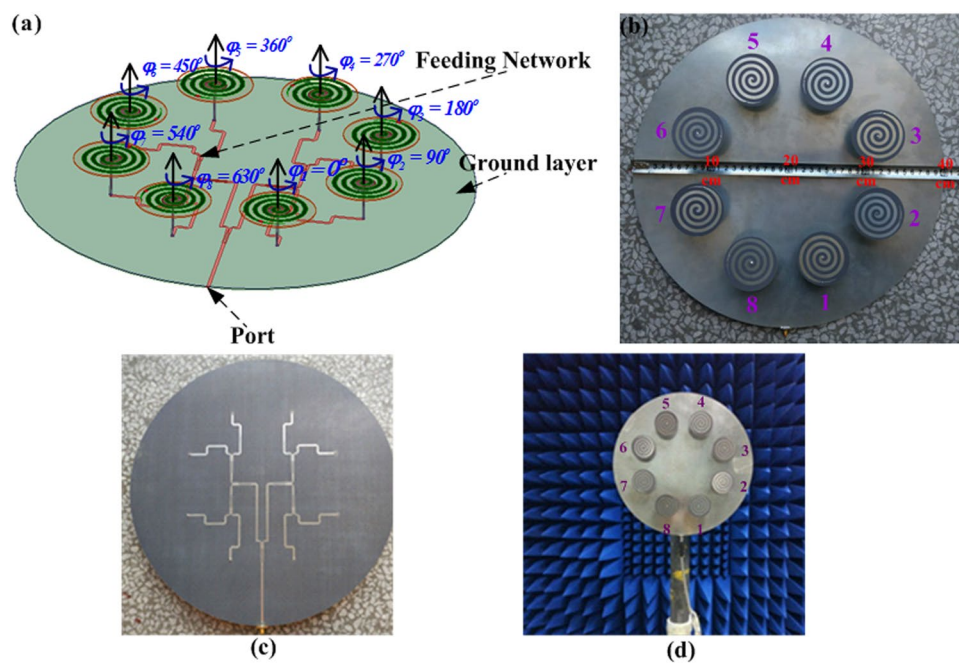 (a)
φ5 = 360°
φ6 = 450°
φ4 = 270°
Feeding Network
φ3 = 180°
φ7 = 540°
φ2 = 90°
Ground layer
φ8 = 630°
φ1 = 0°
Port
(b)
5 4
6 3
10 20 30 40
cm cm cm cm
7 2
8 1
(c)
5 4
6 3
7 2
8 1
(d)